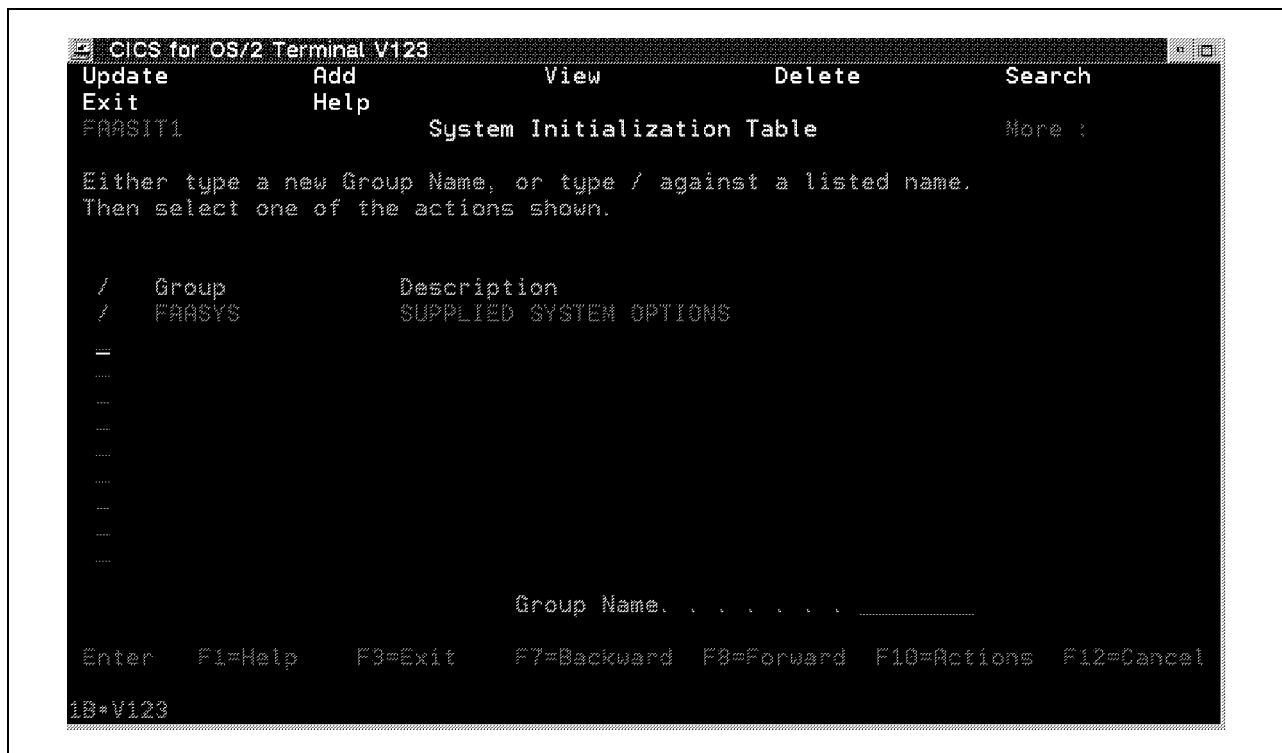 CICS for OS/2 Terminal V123
Update Add View Delete Search
Exit Help
FAASIT1 System Initialization Table More :
Either type a new Group Name, or type / against a listed name.
Then select one of the actions shown.
/ Group Description
/ FAASYS SUPPLIED SYSTEM OPTIONS
Group Name. . . . . . .
Enter F1=Help F3=Exit F7=Backward F8=Forward F10=Actions F12=Cancel
1B*V123